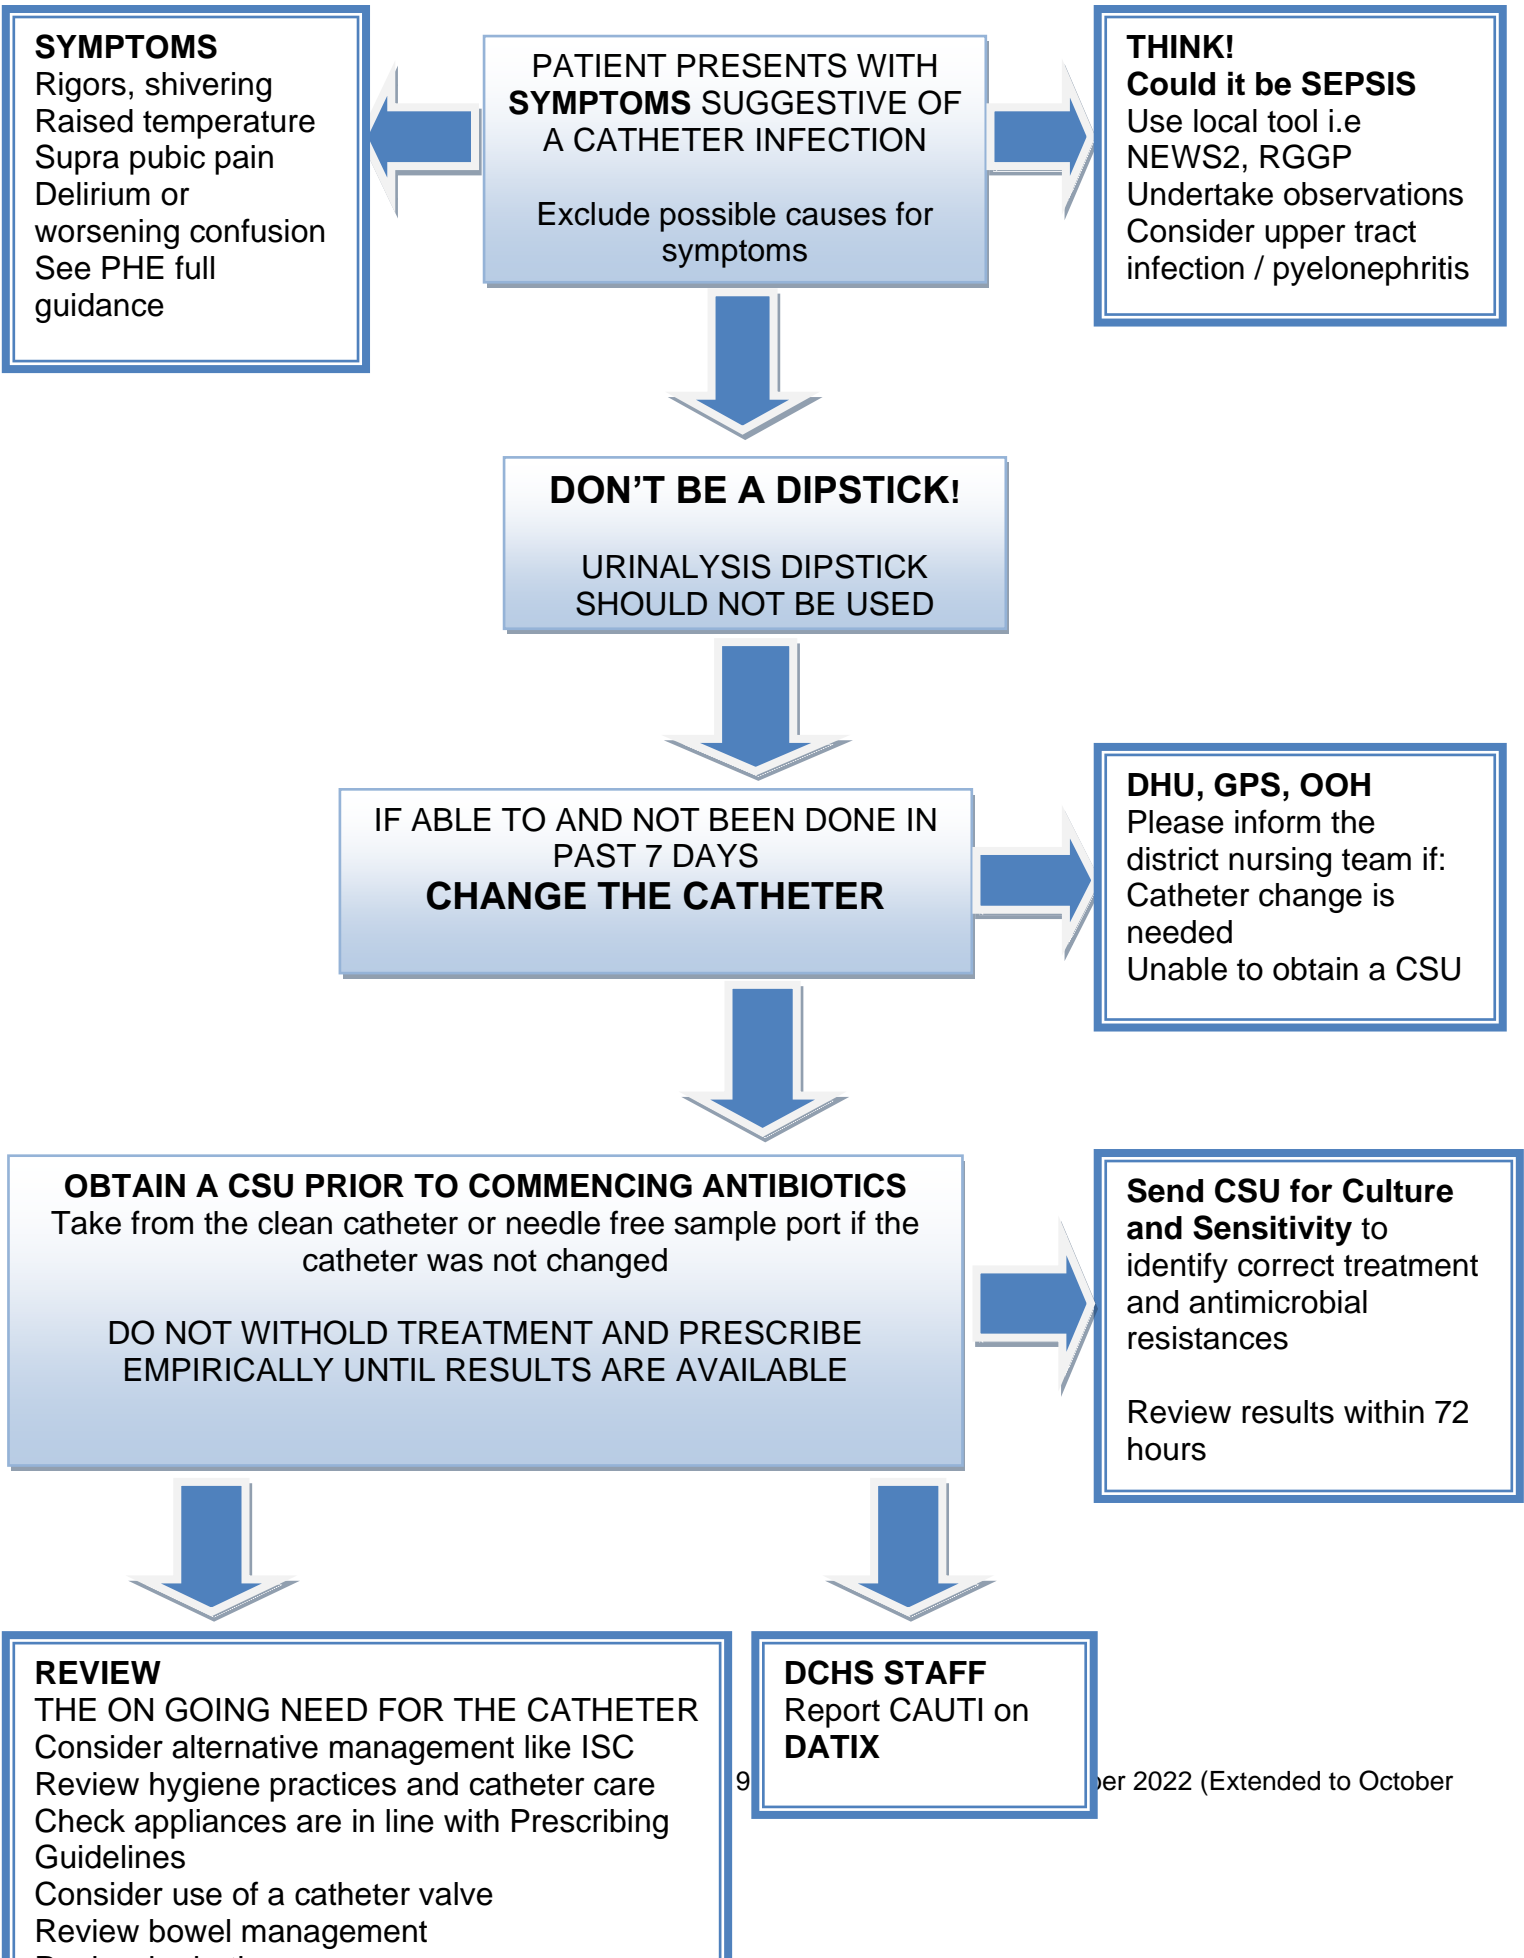 SYMPTOMS
Rigors, shivering
Raised temperature
Supra pubic pain
Delirium or
worsening confusion
See PHE full
guidance
PATIENT PRESENTS WITH
SYMPTOMS SUGGESTIVE OF
A CATHETER INFECTION
Exclude possible causes for
symptoms
THINK!
Could it be SEPSIS
Use local tool i.e
NEWS2, RGGP
Undertake observations
Consider upper tract
infection / pyelonephritis
DON’T BE A DIPSTICK!
URINALYSIS DIPSTICK
SHOULD NOT BE USED
IF ABLE TO AND NOT BEEN DONE IN
PAST 7 DAYS
CHANGE THE CATHETER
DHU, GPS, OOH
Please inform the
district nursing team if:
Catheter change is
needed
Unable to obtain a CSU
OBTAIN A CSU PRIOR TO COMMENCING ANTIBIOTICS
Take from the clean catheter or needle free sample port if the
catheter was not changed
DO NOT WITHOLD TREATMENT AND PRESCRIBE
EMPIRICALLY UNTIL RESULTS ARE AVAILABLE
Send CSU for Culture
and Sensitivity to
identify correct treatment
and antimicrobial
resistances
Review results within 72
hours
REVIEW
THE ON GOING NEED FOR THE CATHETER
Consider alternative management like ISC
Review hygiene practices and catheter care
Check appliances are in line with Prescribing
Guidelines
Consider use of a catheter valve
Review bowel management
DCHS STAFF
Report CAUTI on
DATIX
9
2022 (Extended to October